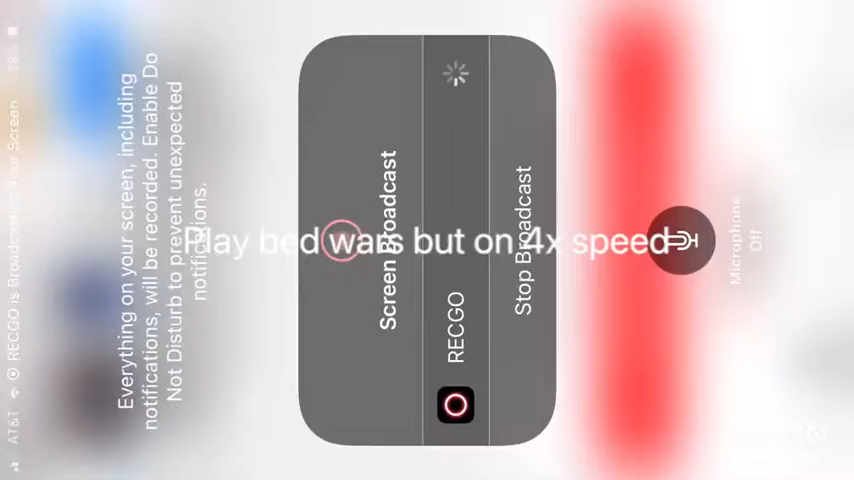 AT&T
RECGO is Broadcasting Your Screen
38%
Everything on your screen, including
notifications, will be recorded. Enable Do
Not Disturb to prevent unexpected
notifications.
Screen Broadcast
RECGO
Stop Broadcast
Microphone
Off
Play bed wars but on 4x speed